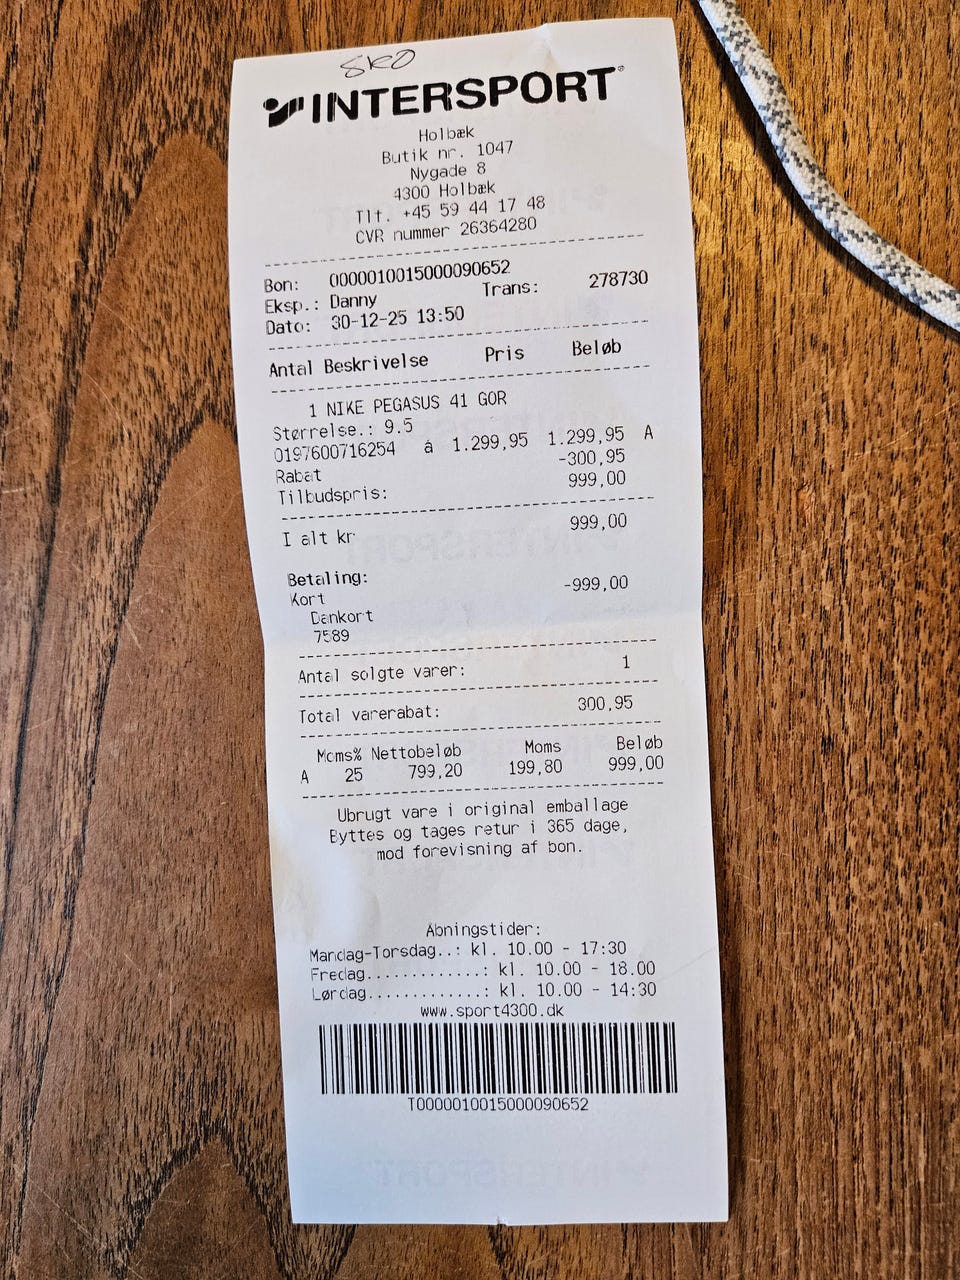 SKO
INTERSPORT
Holbæk
Butik nr. 1047
Nygade 8
4300 Holbæk
Tlf. +45 59 44 17 48
CVR nummer 26364280
Bon: 0000010015000090652
Eksp.: Danny Trans: 278730
Dato: 30-12-25 13:50
Antal Beskrivelse Pris Beløb
1 NIKE PEGASUS 41 GOR
Størrelse.: 9.5
0197600716254 á 1.299,95 1.299,95 A
Rabat -300,95
Tilbudspris: 999,00
I alt kr 999,00
Betaling:
Kort -999,00
Dankort
7589
Antal solgte varer: 1
Total varerabat: 300,95
Moms% Nettobeløb Moms Beløb
A 25 799,20 199,80 999,00
Ubrugt vare i original emballage
Byttes og tages retur i 365 dage,
mod forevisning af bon.
Åbningstider:
Mandag-Torsdag..: kl. 10.00 - 17:30
Fredag.............: kl. 10.00 - 18.00
Lørdag.............: kl. 10.00 - 14:30
www.sport4300.dk
T0000010015000090652